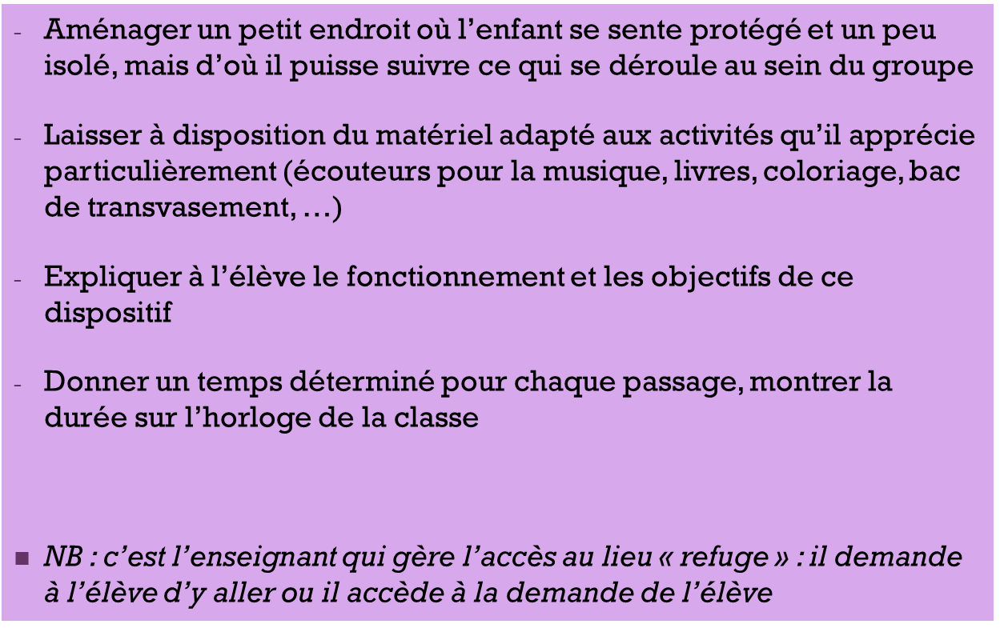 - Aménager un petit endroit où l’enfant se sente protégé et un peu
isolé, mais d’où il puisse suivre ce qui se déroule au sein du groupe
- Laisser à disposition du matériel adapté aux activités qu’il apprécie
particulièrement (écouteurs pour la musique, livres, coloriage, bac
de transvasement, …)
- Expliquer à l’élève le fonctionnement et les objectifs de ce
dispositif
- Donner un temps déterminé pour chaque passage, montrer la
durée sur l’horloge de la classe
■ NB : c’est l’enseignant qui gère l’accès au lieu « refuge » : il demande
à l’élève d’y aller ou il accède à la demande de l’élève